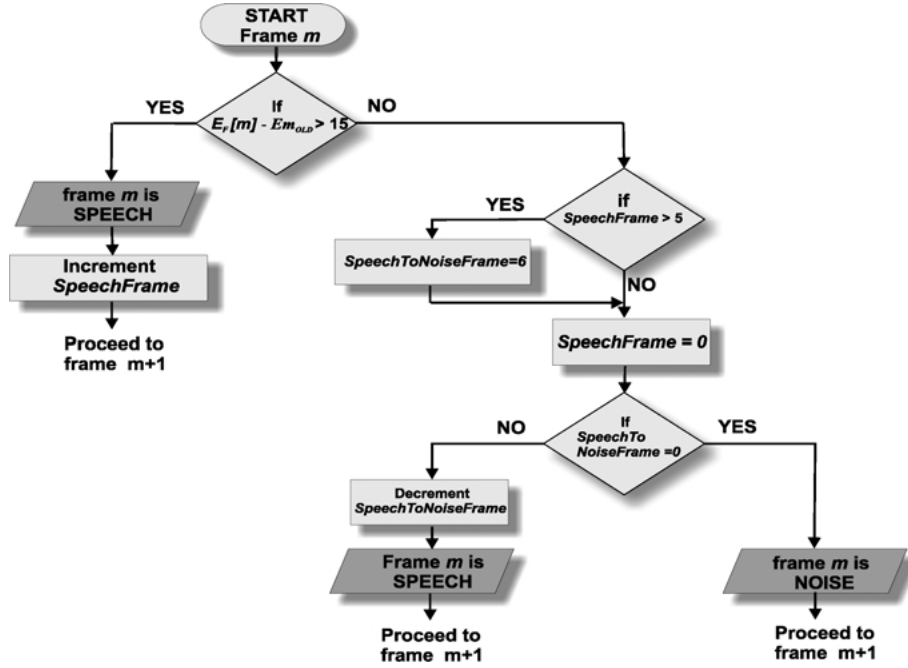 START
Frame m
YES
If
E_F[m] - Em_OLD > 15
NO
frame m is
SPEECH
Increment
SpeechFrame
Proceed to
frame m+1
if
SpeechFrame > 5
YES
SpeechToNoiseFrame=6
NO
SpeechFrame = 0
If
SpeechTo
NoiseFrame =0
NO
YES
Decrement
SpeechToNoiseFrame
Frame m is
SPEECH
Proceed to
frame m+1
frame m is
NOISE
Proceed to
frame m+1